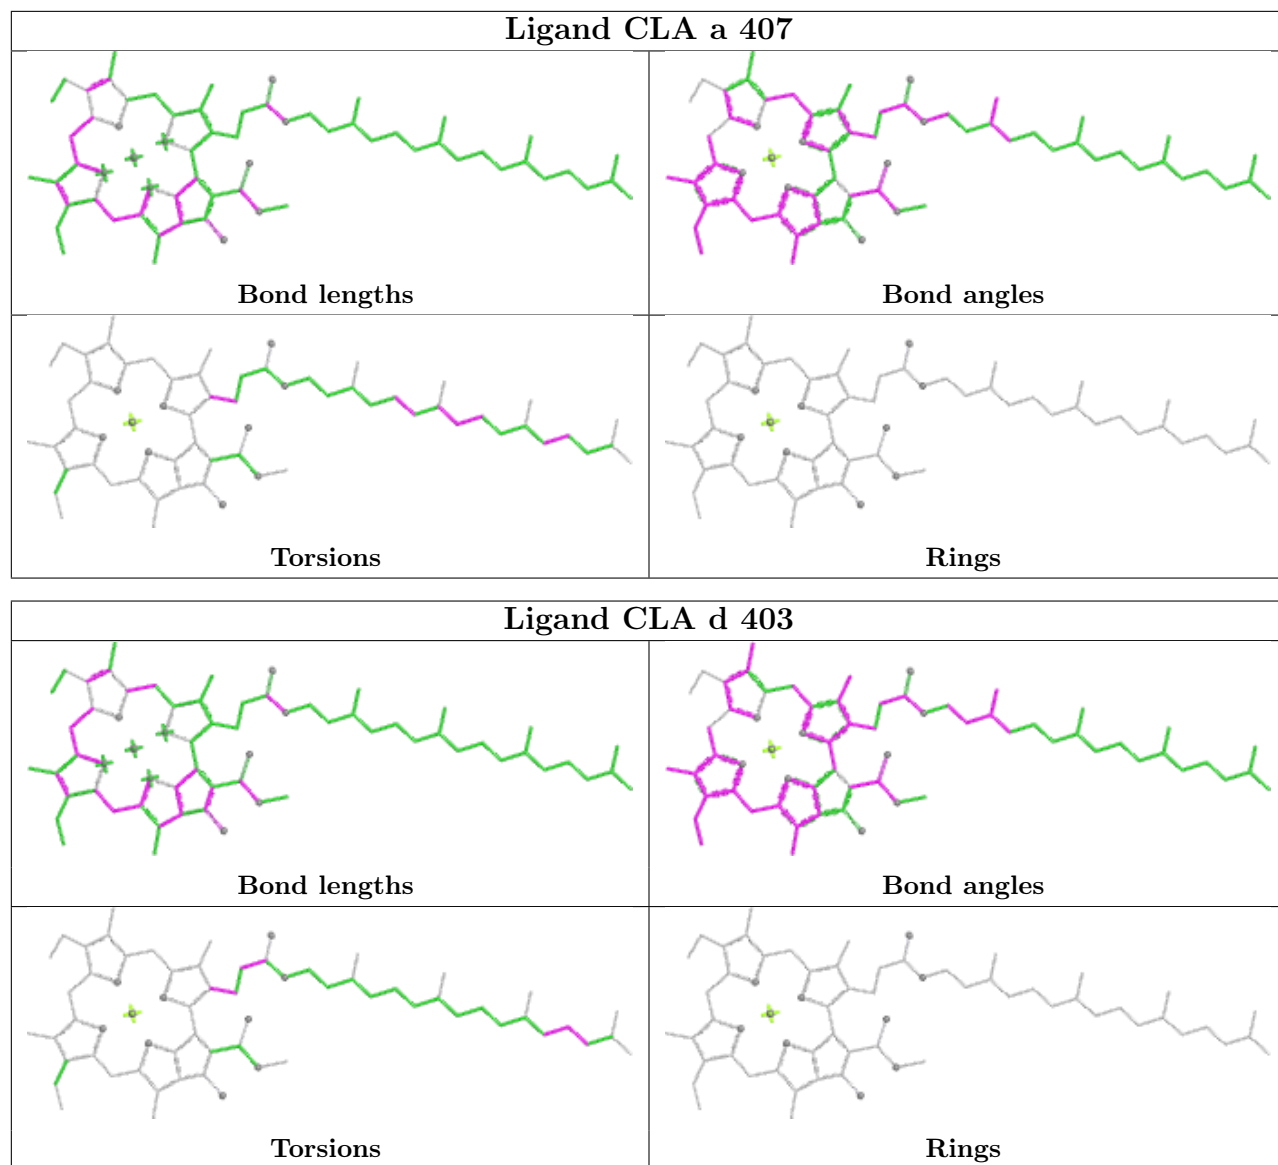 Ligand CLA a 407
Bond lengths
Bond angles
Torsions
Rings
Ligand CLA d 403
Bond lengths
Bond angles
Torsions
Rings